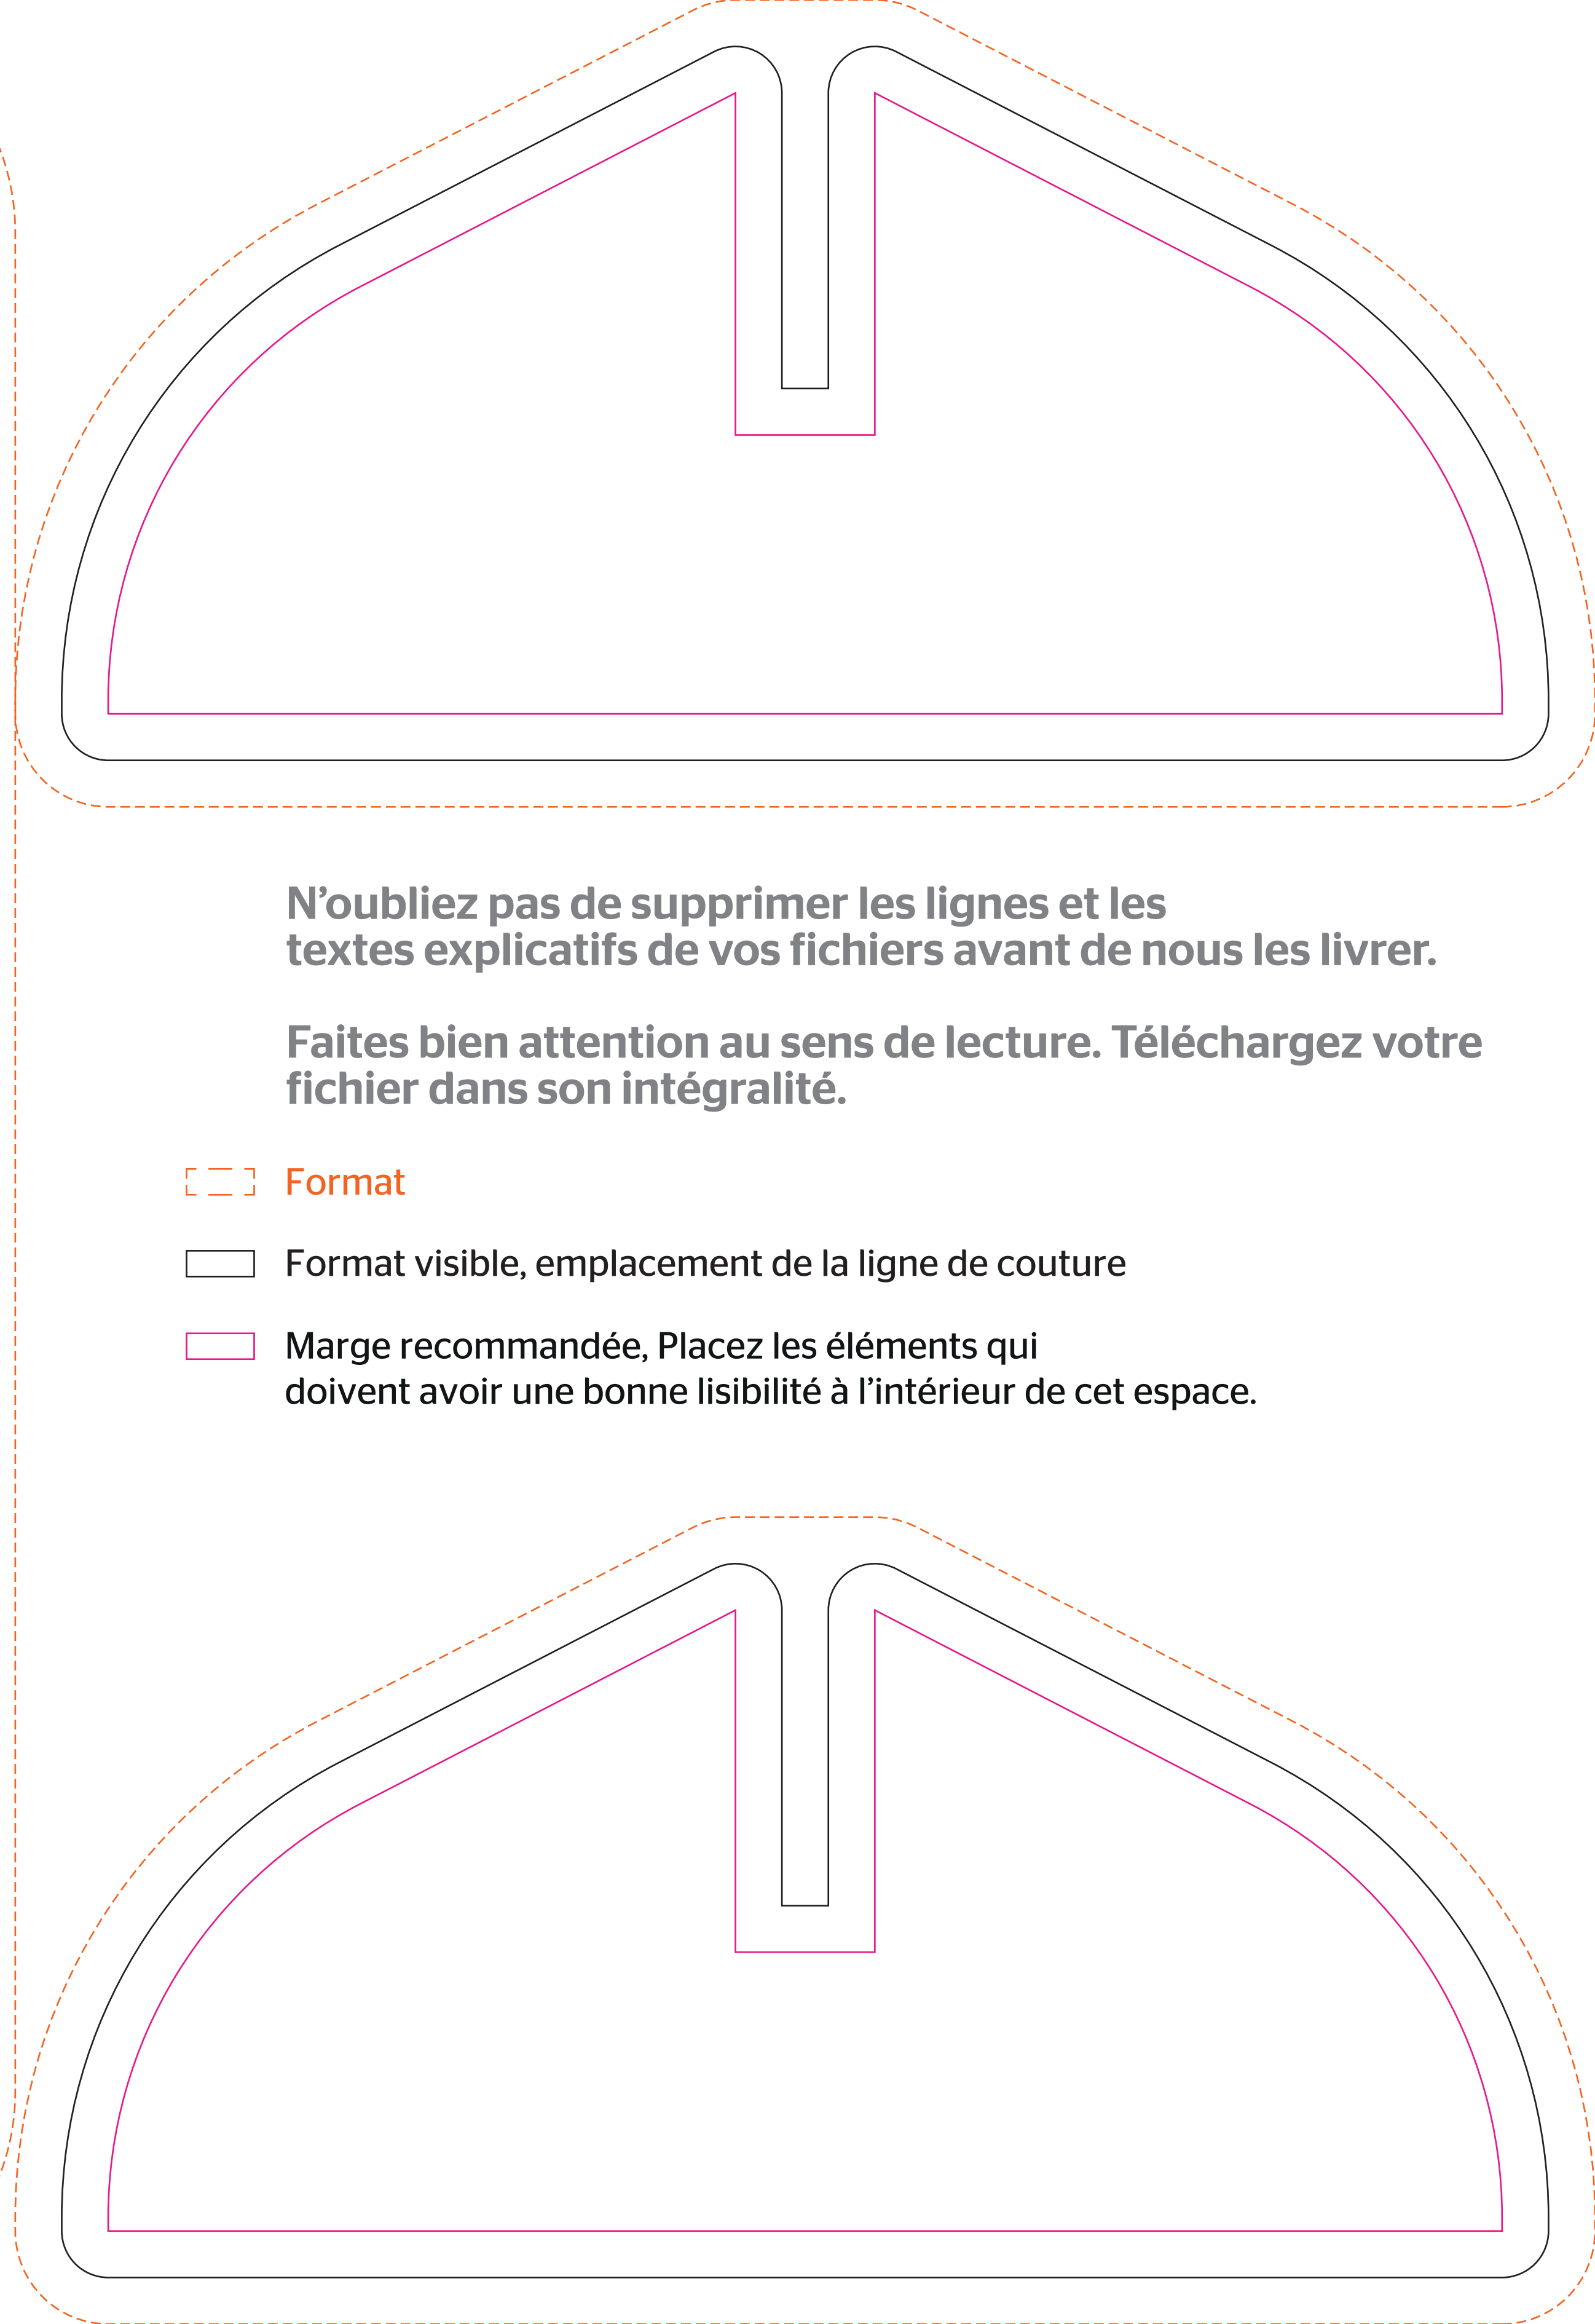 N’oubliez pas de supprimer les lignes et les
textes explicatifs de vos fichiers avant de nous les livrer.
Faites bien attention au sens de lecture. Téléchargez votre
fichier dans son intégralité.
Format
Format visible, emplacement de la ligne de couture
Marge recommandée, Placez les éléments qui
doivent avoir une bonne lisibilité à l’intérieur de cet espace.